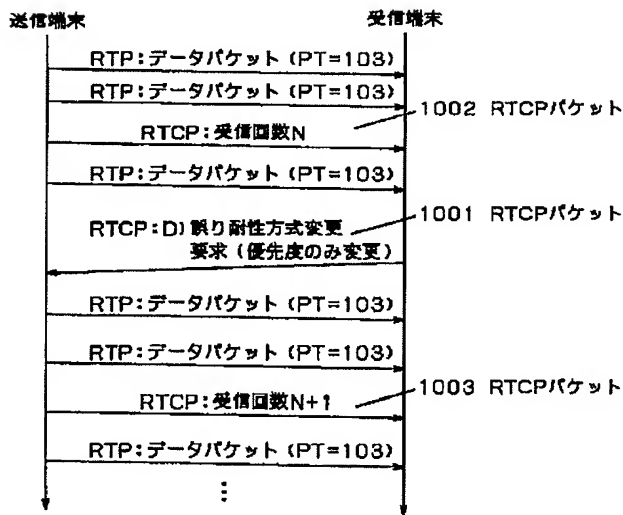 送信端末
受信端末
RTP:データパケット (PT=103)
RTP:データパケット (PT=103)
1002 RTCPパケット
RTCP:受信回数N
RTP:データパケット (PT=103)
1001 RTCPパケット
RTCP:D) 誤り耐性方式変更
要求 (優先度のみ変更)
RTP:データパケット (PT=103)
RTP:データパケット (PT=103)
1003 RTCPパケット
RTCP:受信回数N+1
RTP:データパケット (PT=103)
⋮